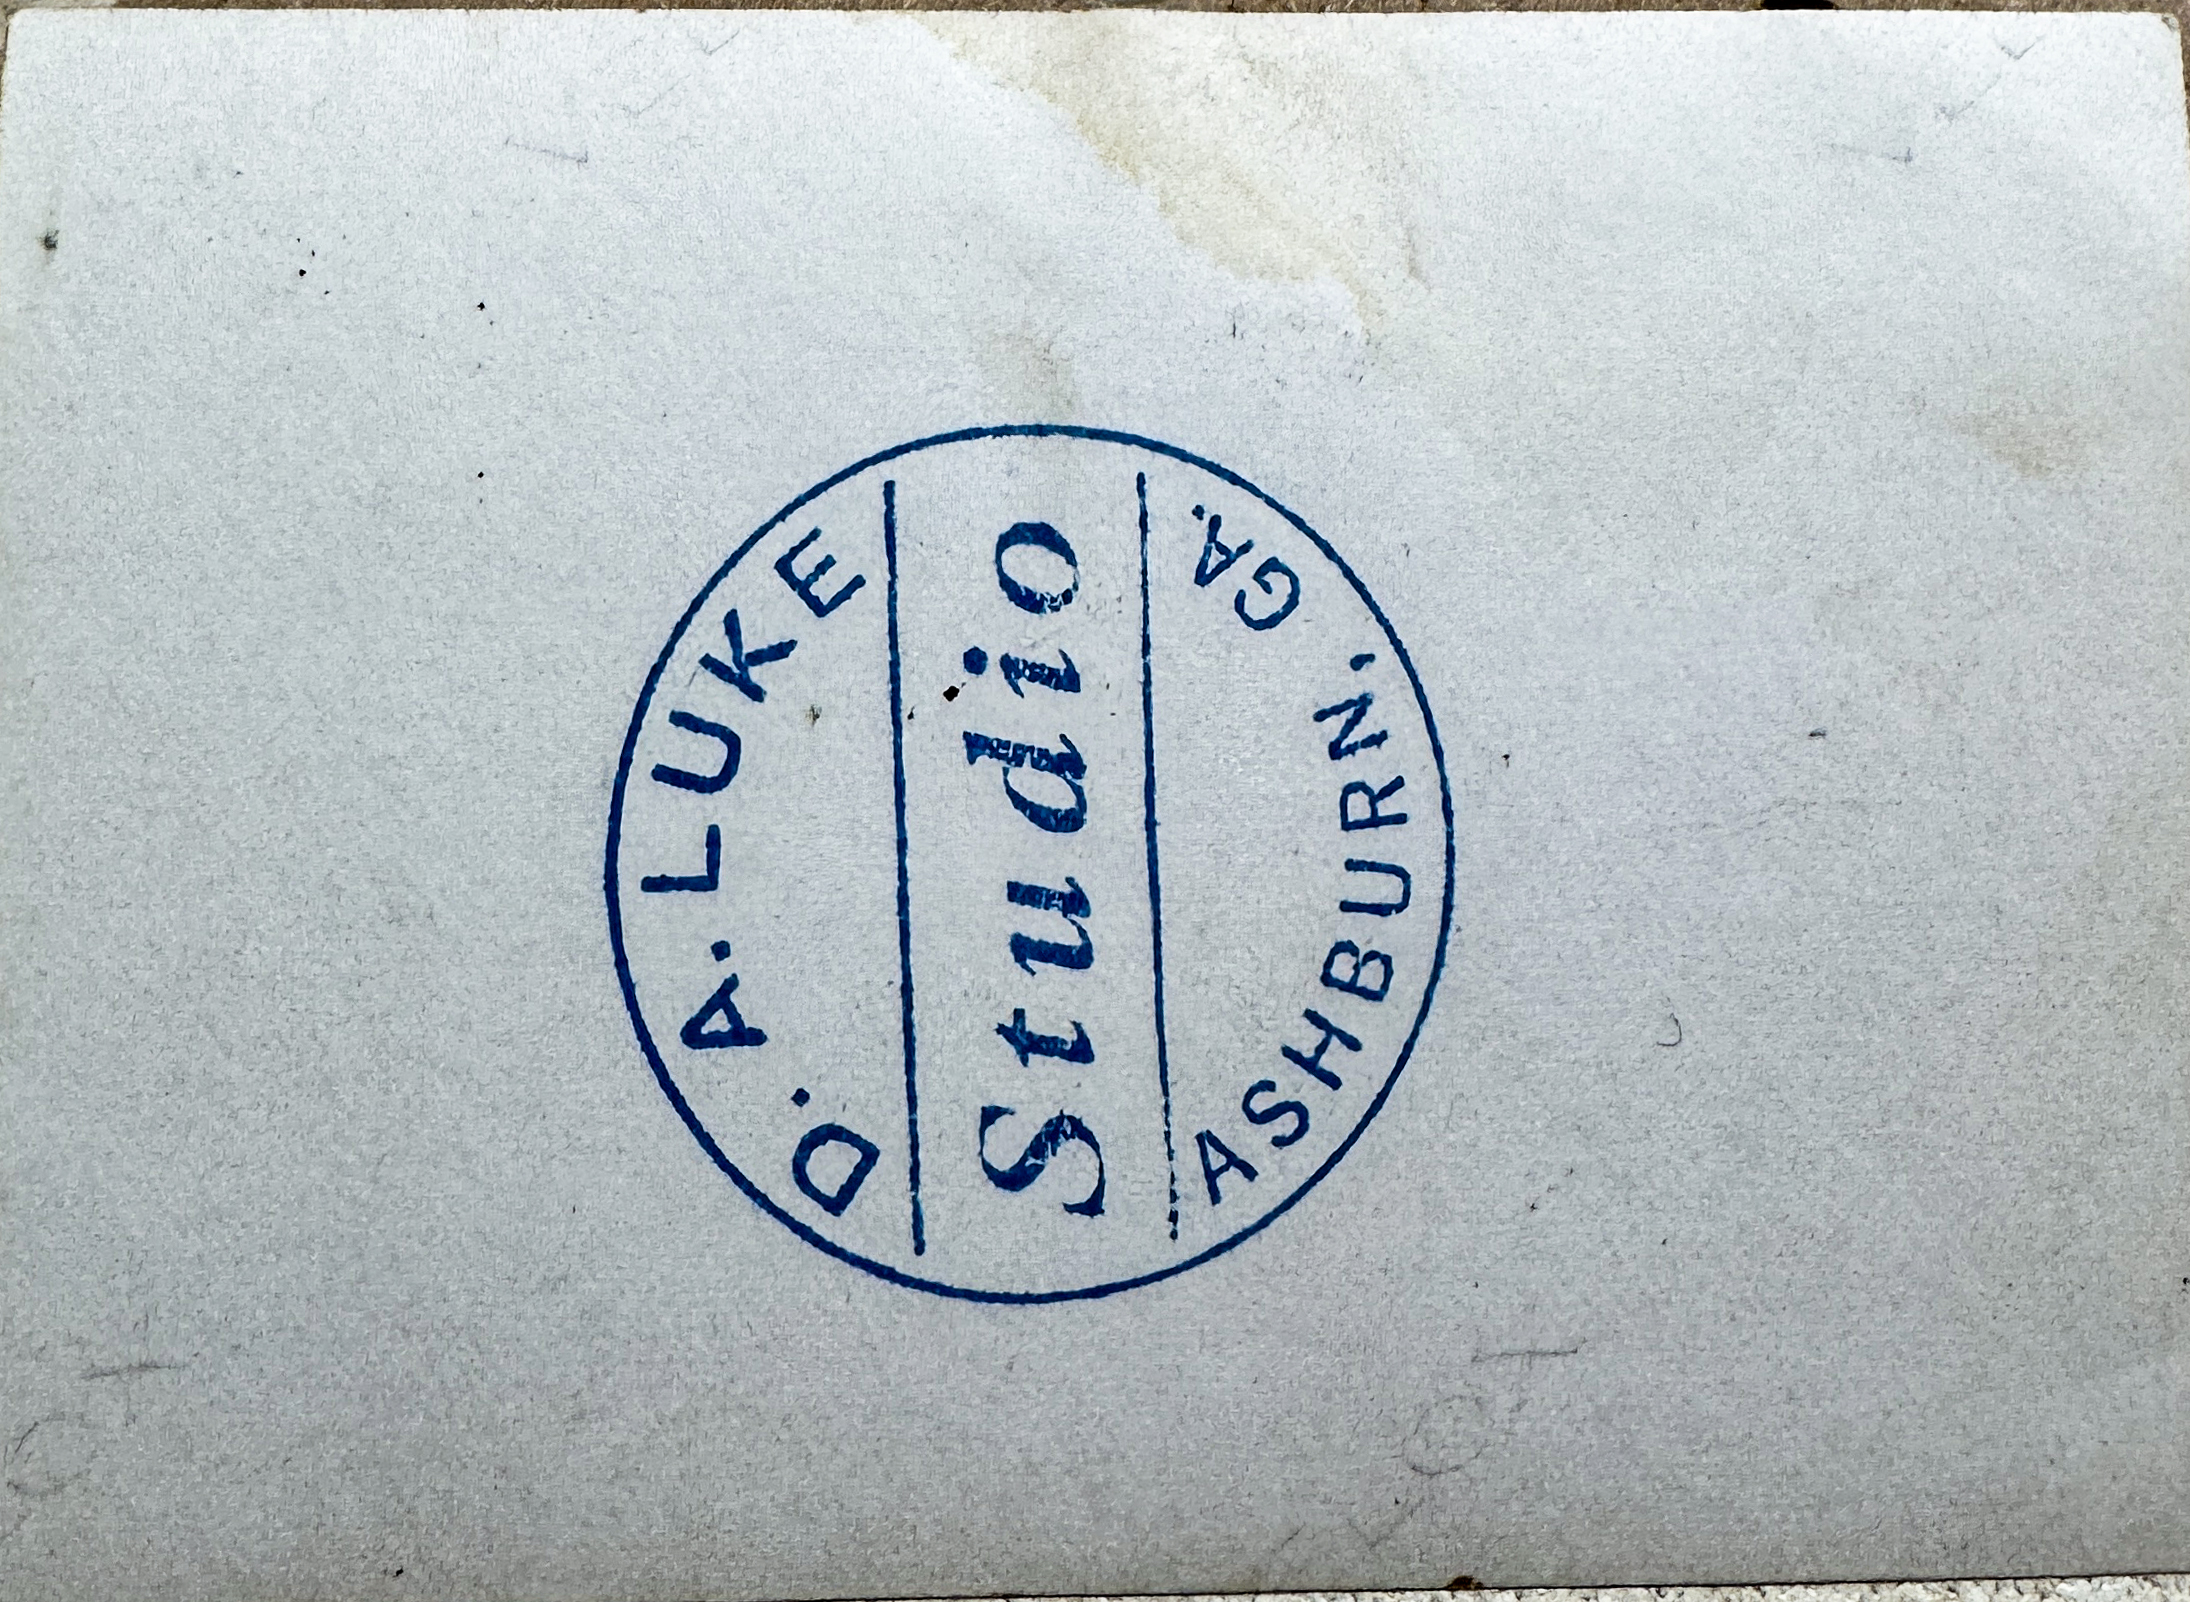 D. A. LUKE
Studio
ASHBURN, GA.